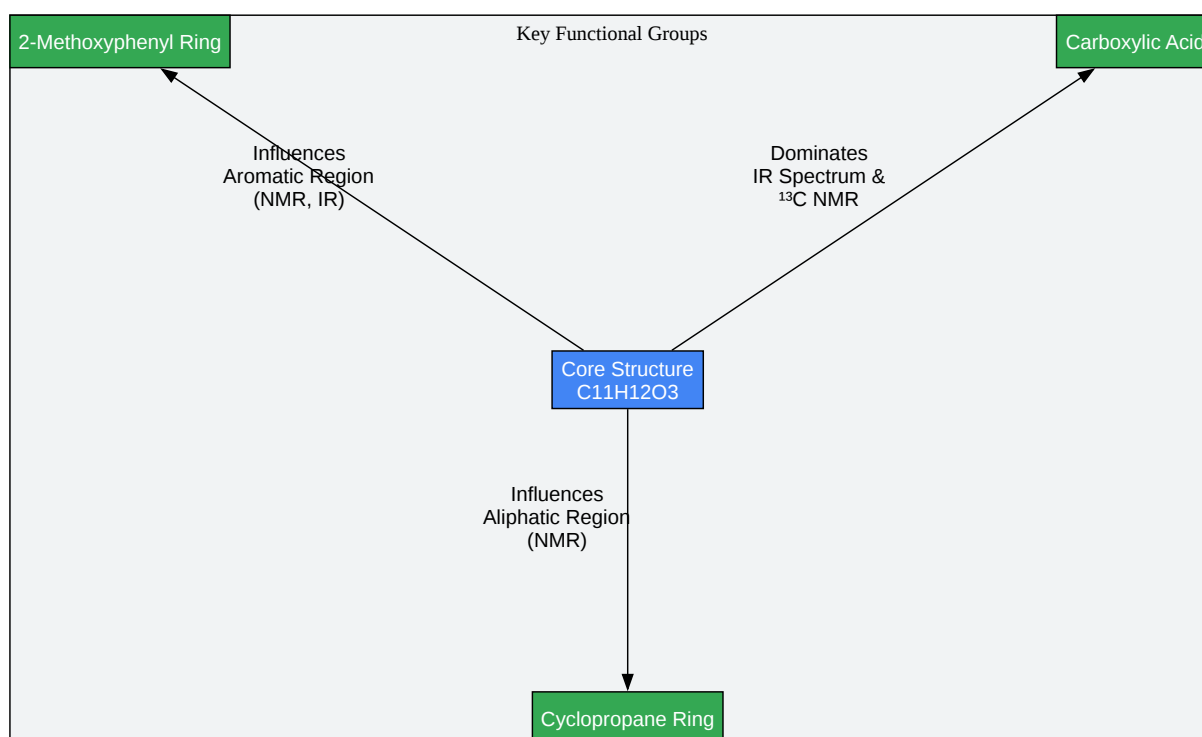 2-Methoxyphenyl Ring
Key Functional Groups
Carboxylic Acid
Influences
Aromatic Region
(NMR, IR)
Dominates
IR Spectrum &
¹³C NMR
Core Structure
C11H12O3
Influences
Aliphatic Region
(NMR)
Cyclopropane Ring